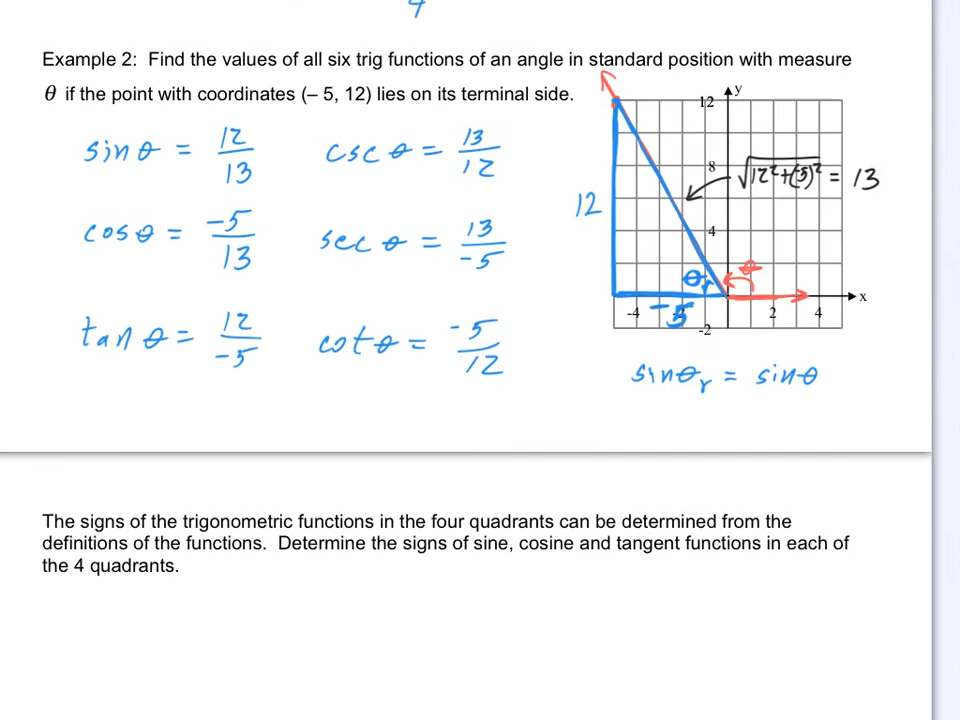 4
Example 2: Find the values of all six trig functions of an angle in standard position with measure
θ if the point with coordinates (– 5, 12) lies on its terminal side.
sin θ = 12/13
csc θ = 13/12
cos θ = -5/13
sec θ = 13/-5
tan θ = 12/-5
cot θ = -5/12
y
12
8
√12²+(-5)² = 13
12
4
θr
θ
x
-4
-2
2
4
-5
-2
sinθr = sinθ
The signs of the trigonometric functions in the four quadrants can be determined from the
definitions of the functions. Determine the signs of sine, cosine and tangent functions in each of
the 4 quadrants.